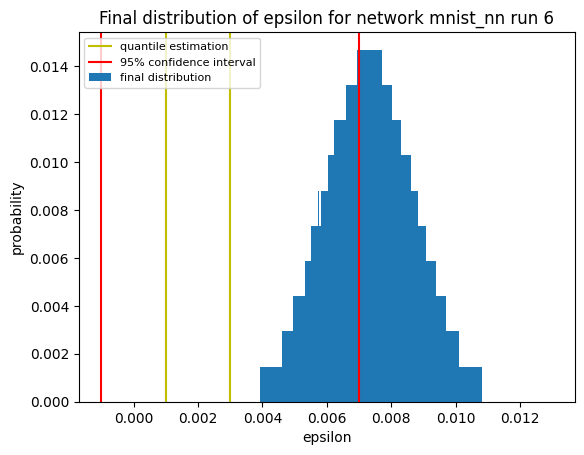 Final distribution of epsilon for network mnist_nn run 6
quantile estimation
95% confidence interval
final distribution
probability
0.014
0.012
0.010
0.008
0.006
0.004
0.002
0.000
0.000 0.002 0.004 0.006 0.008 0.010 0.012
epsilon